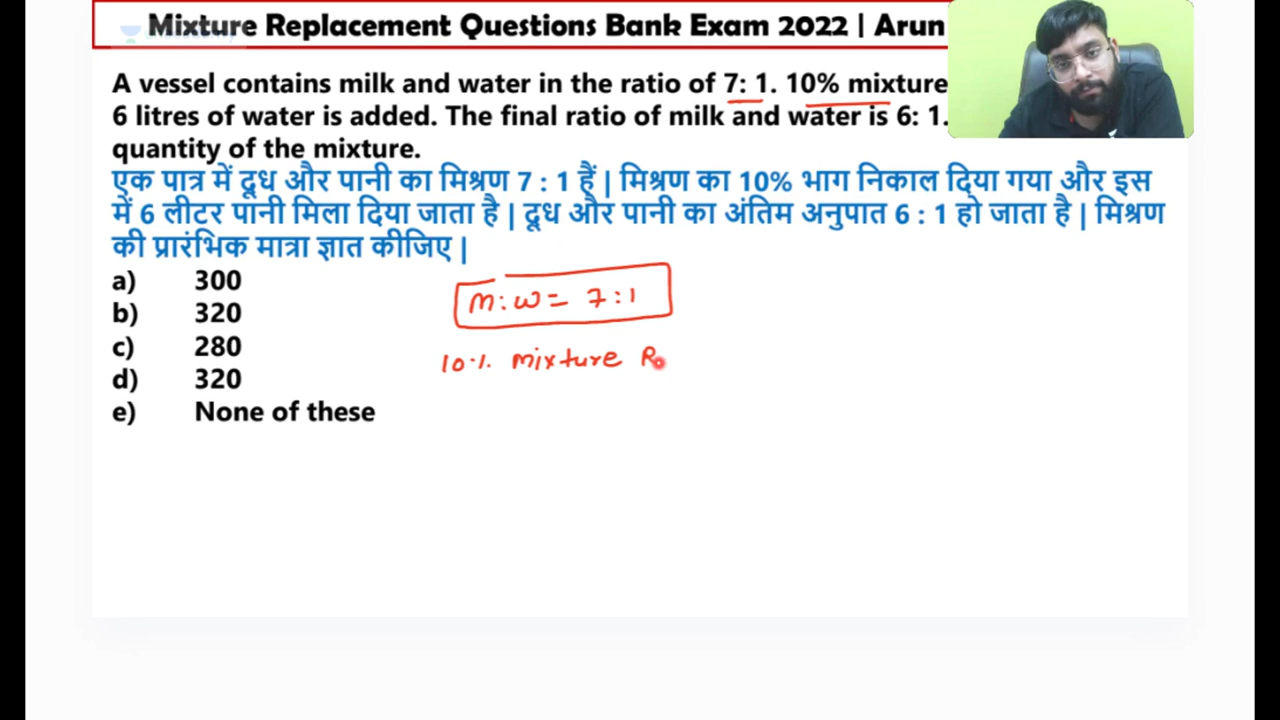 Mixture Replacement Questions Bank Exam 2022 | Arun
A vessel contains milk and water in the ratio of 7: 1. 10% mixture
6 litres of water is added. The final ratio of milk and water is 6: 1.
quantity of the mixture.
एक पात्र में दूध और पानी का मिश्रण 7 : 1 हैं | मिश्रण का 10% भाग निकाल दिया गया और इस
में 6 लीटर पानी मिला दिया जाता है | दूध और पानी का अंतिम अनुपात 6 : 1 हो जाता है | मिश्रण
की प्रारंभिक मात्रा ज्ञात कीजिए |
a) 300
b) 320
c) 280
d) 320
e) None of these
M : W = 7 : 1
10% mixture R